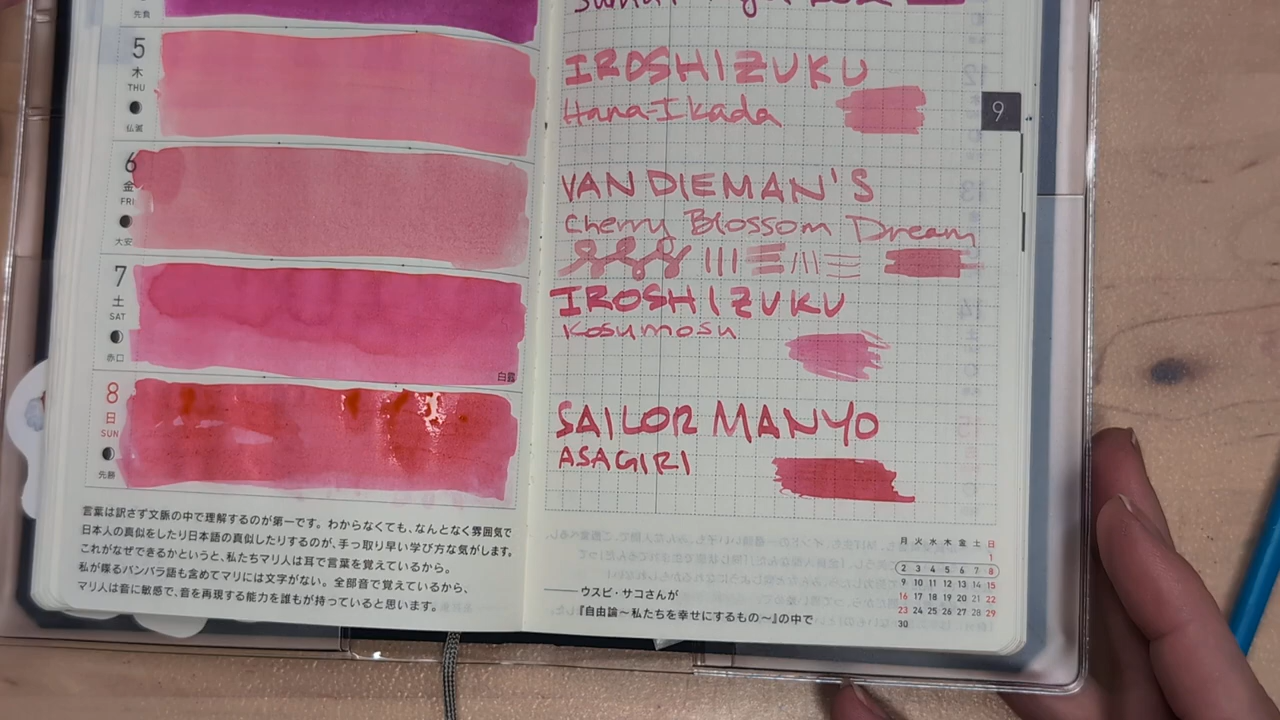 先負
5
木
THU
仏滅
IROSHIZUKU
Hana-Ikada
9
6
金
FRI
大安
VAN DIEMAN'S
Cherry Blossom Dream
7
土
SAT
赤口
白露
IROSHIZUKU
Kosumosu
8
日
SUN
先勝
SAILOR MANYO
ASAGIRI
言葉は訳さず文脈の中で理解するのが第一です。わからなくても、なんとなく雰囲気で
日本人の真似をしたり日本語の真似したりするのが、手っ取り早い学び方な気がします。
これがなぜできるかというと、私たちマリ人は耳で言葉を覚えているから。
私が喋るバンバラ語も含めてマリには文字がない。全部音で覚えているから、
マリ人は音に敏感で、音を再現する能力を誰もが持っていると思います。
——ウスビ・サコさんが
『自由論〜私たちを幸せにするもの〜』の中で
月 火 水 木 金 土 日
1
2 3 4 5 6 7 8
9 10 11 12 13 14 15
16 17 18 19 20 21 22
23 24 25 26 27 28 29
30